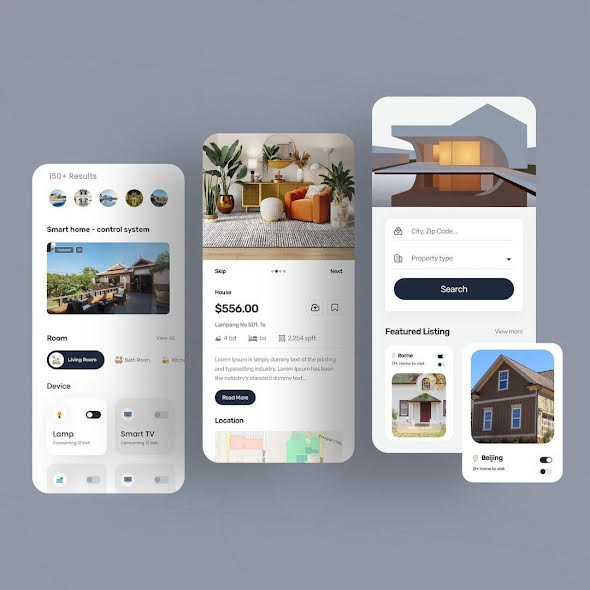 150+ Results
Smart home - control system
Room
View All
Living Room
Bath Room
Kitche
Device
Lamp
Consuming 12 kwh
Smart TV
Consuming 12 kwh
Skip
Next
House
$556.00
Lampang No 501, Tc
4 bd
ba
2,254 spft
Lorem Ipsum is simply dummy text of the printing
and typesetting industry. Lorem Ipsum has been
the industry's standard dummy text...
Read More
Location
City, Zip Code...
Property type
Search
Featured Listing
View more
Rome
11+ Home to visit
Beijing
21+ Home to visit